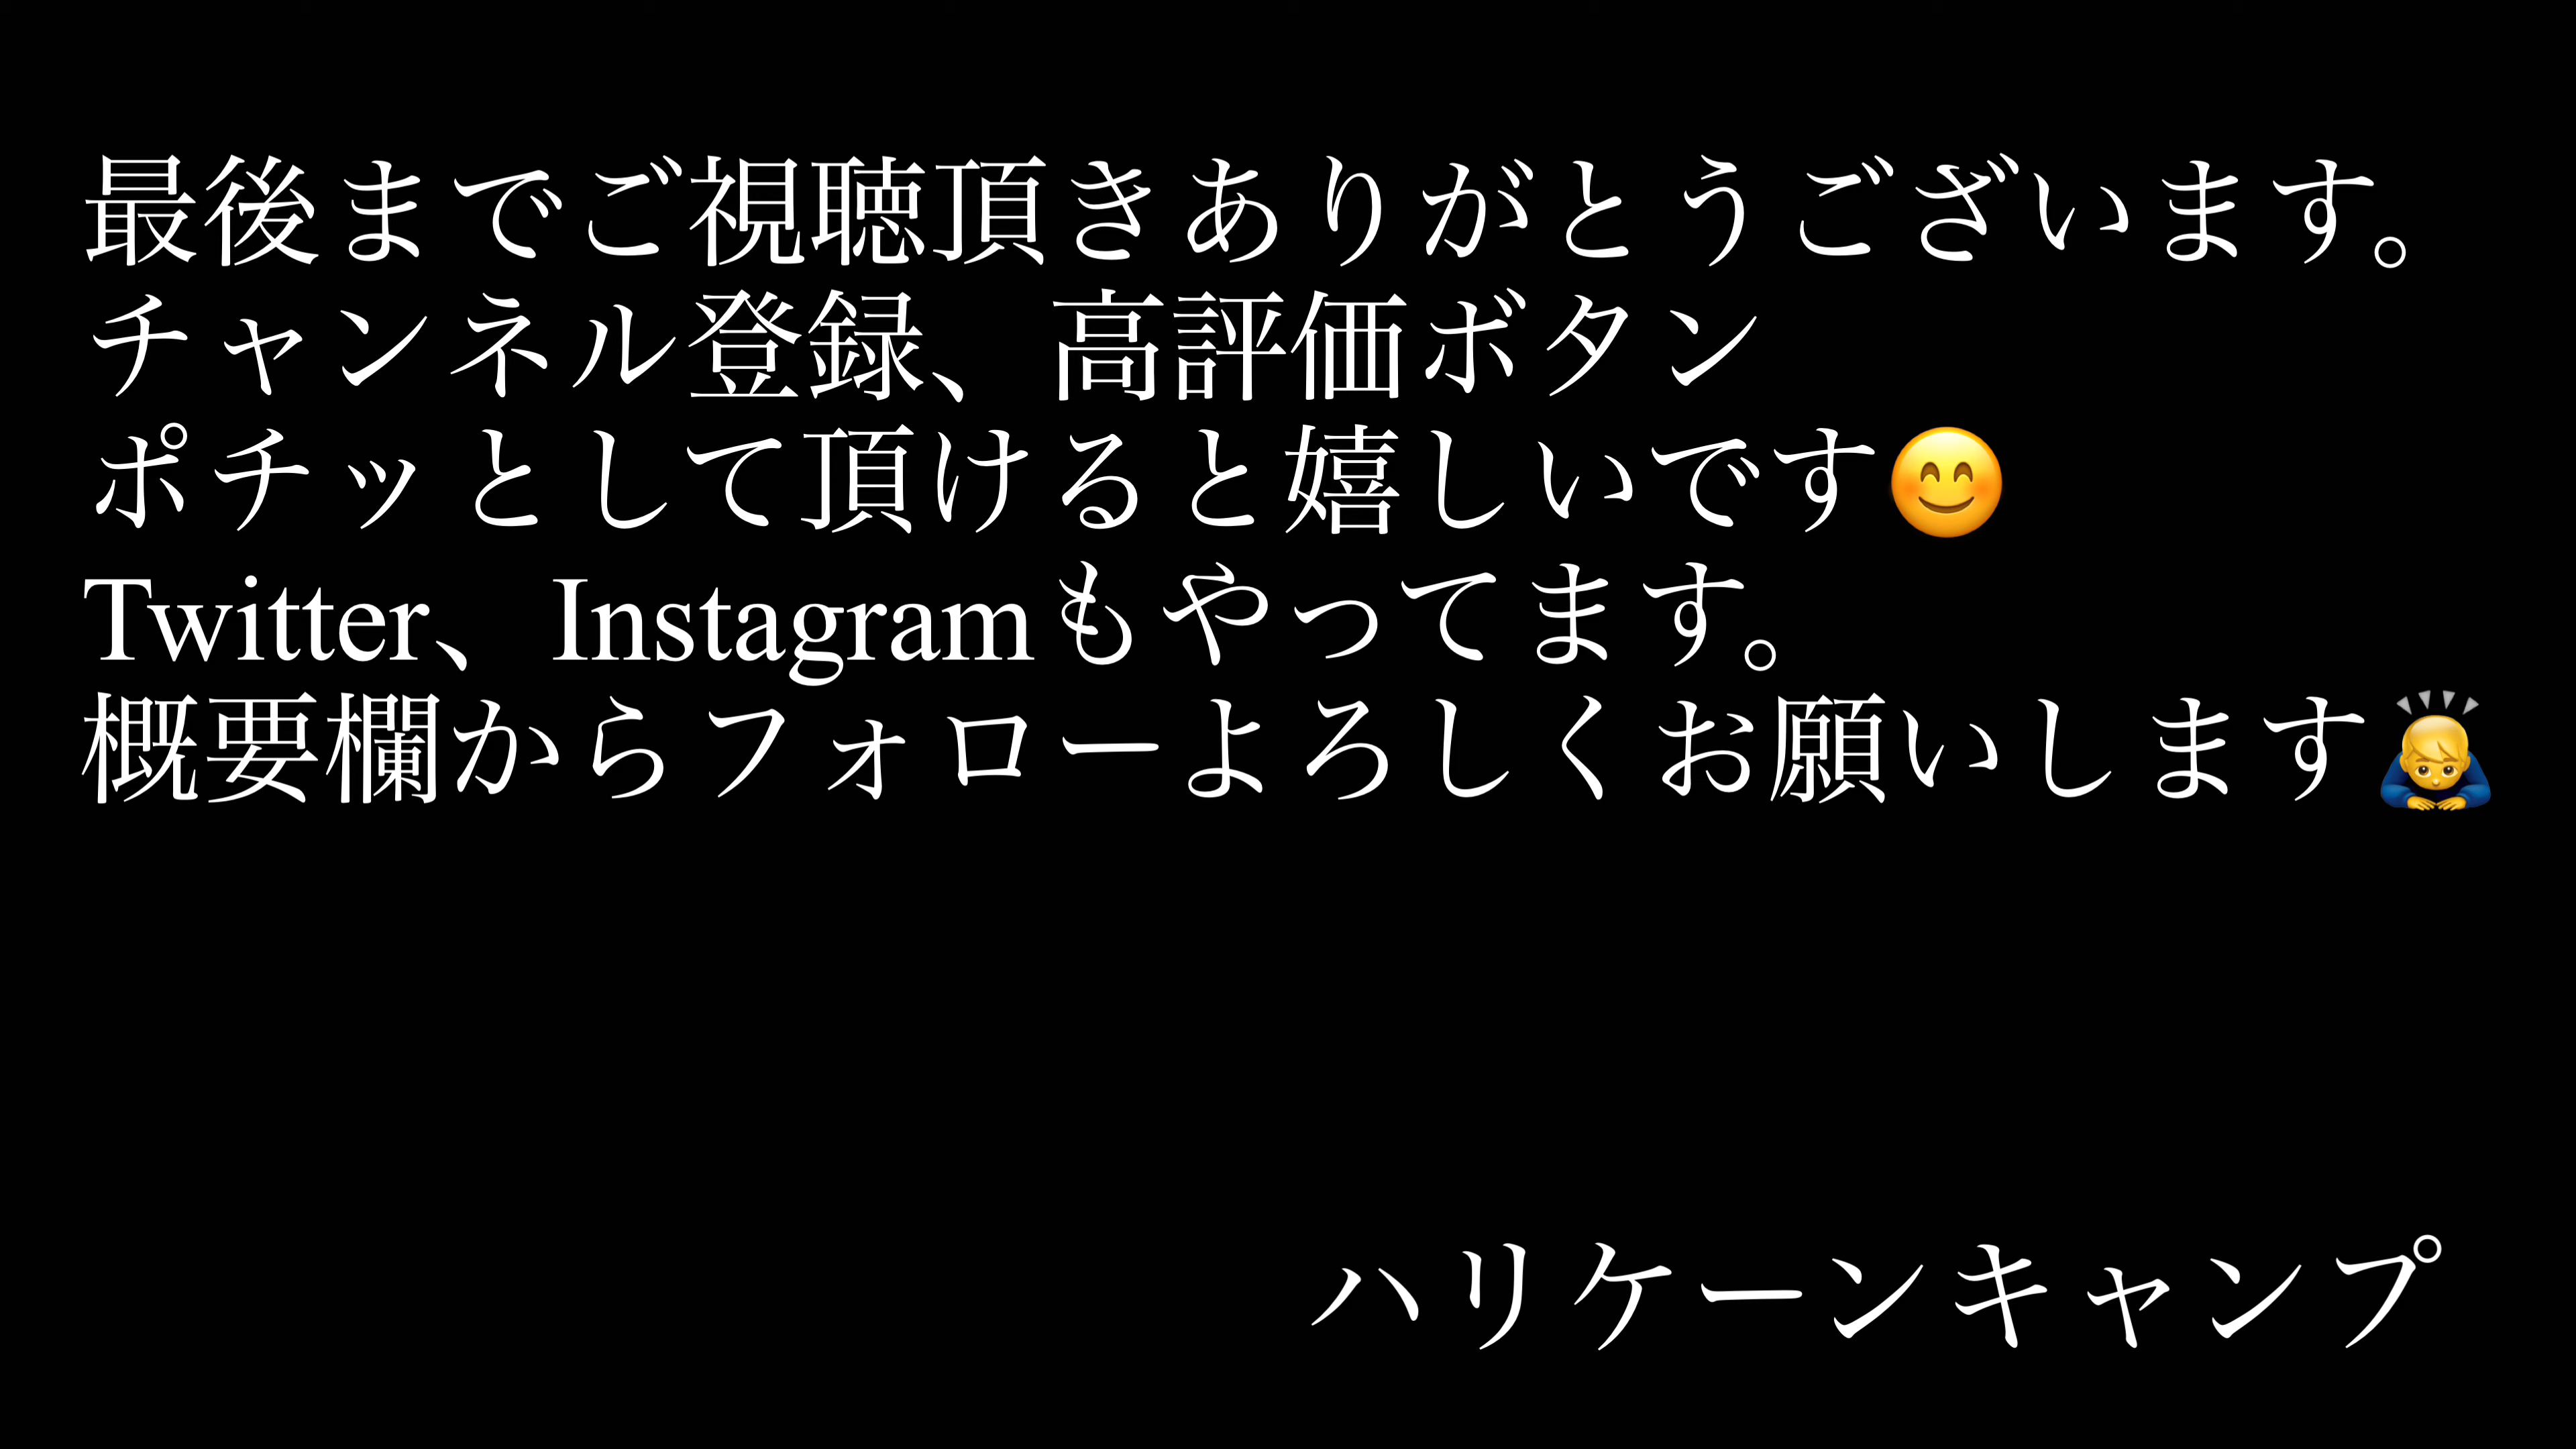 最後までご視聴頂きありがとうございます。
チャンネル登録、高評価ボタン
ポチッとして頂けると嬉しいです😊
Twitter、Instagramもやってます。
概要欄からフォローよろしくお願いします🙇‍♂️
ハリケーンキャンプ